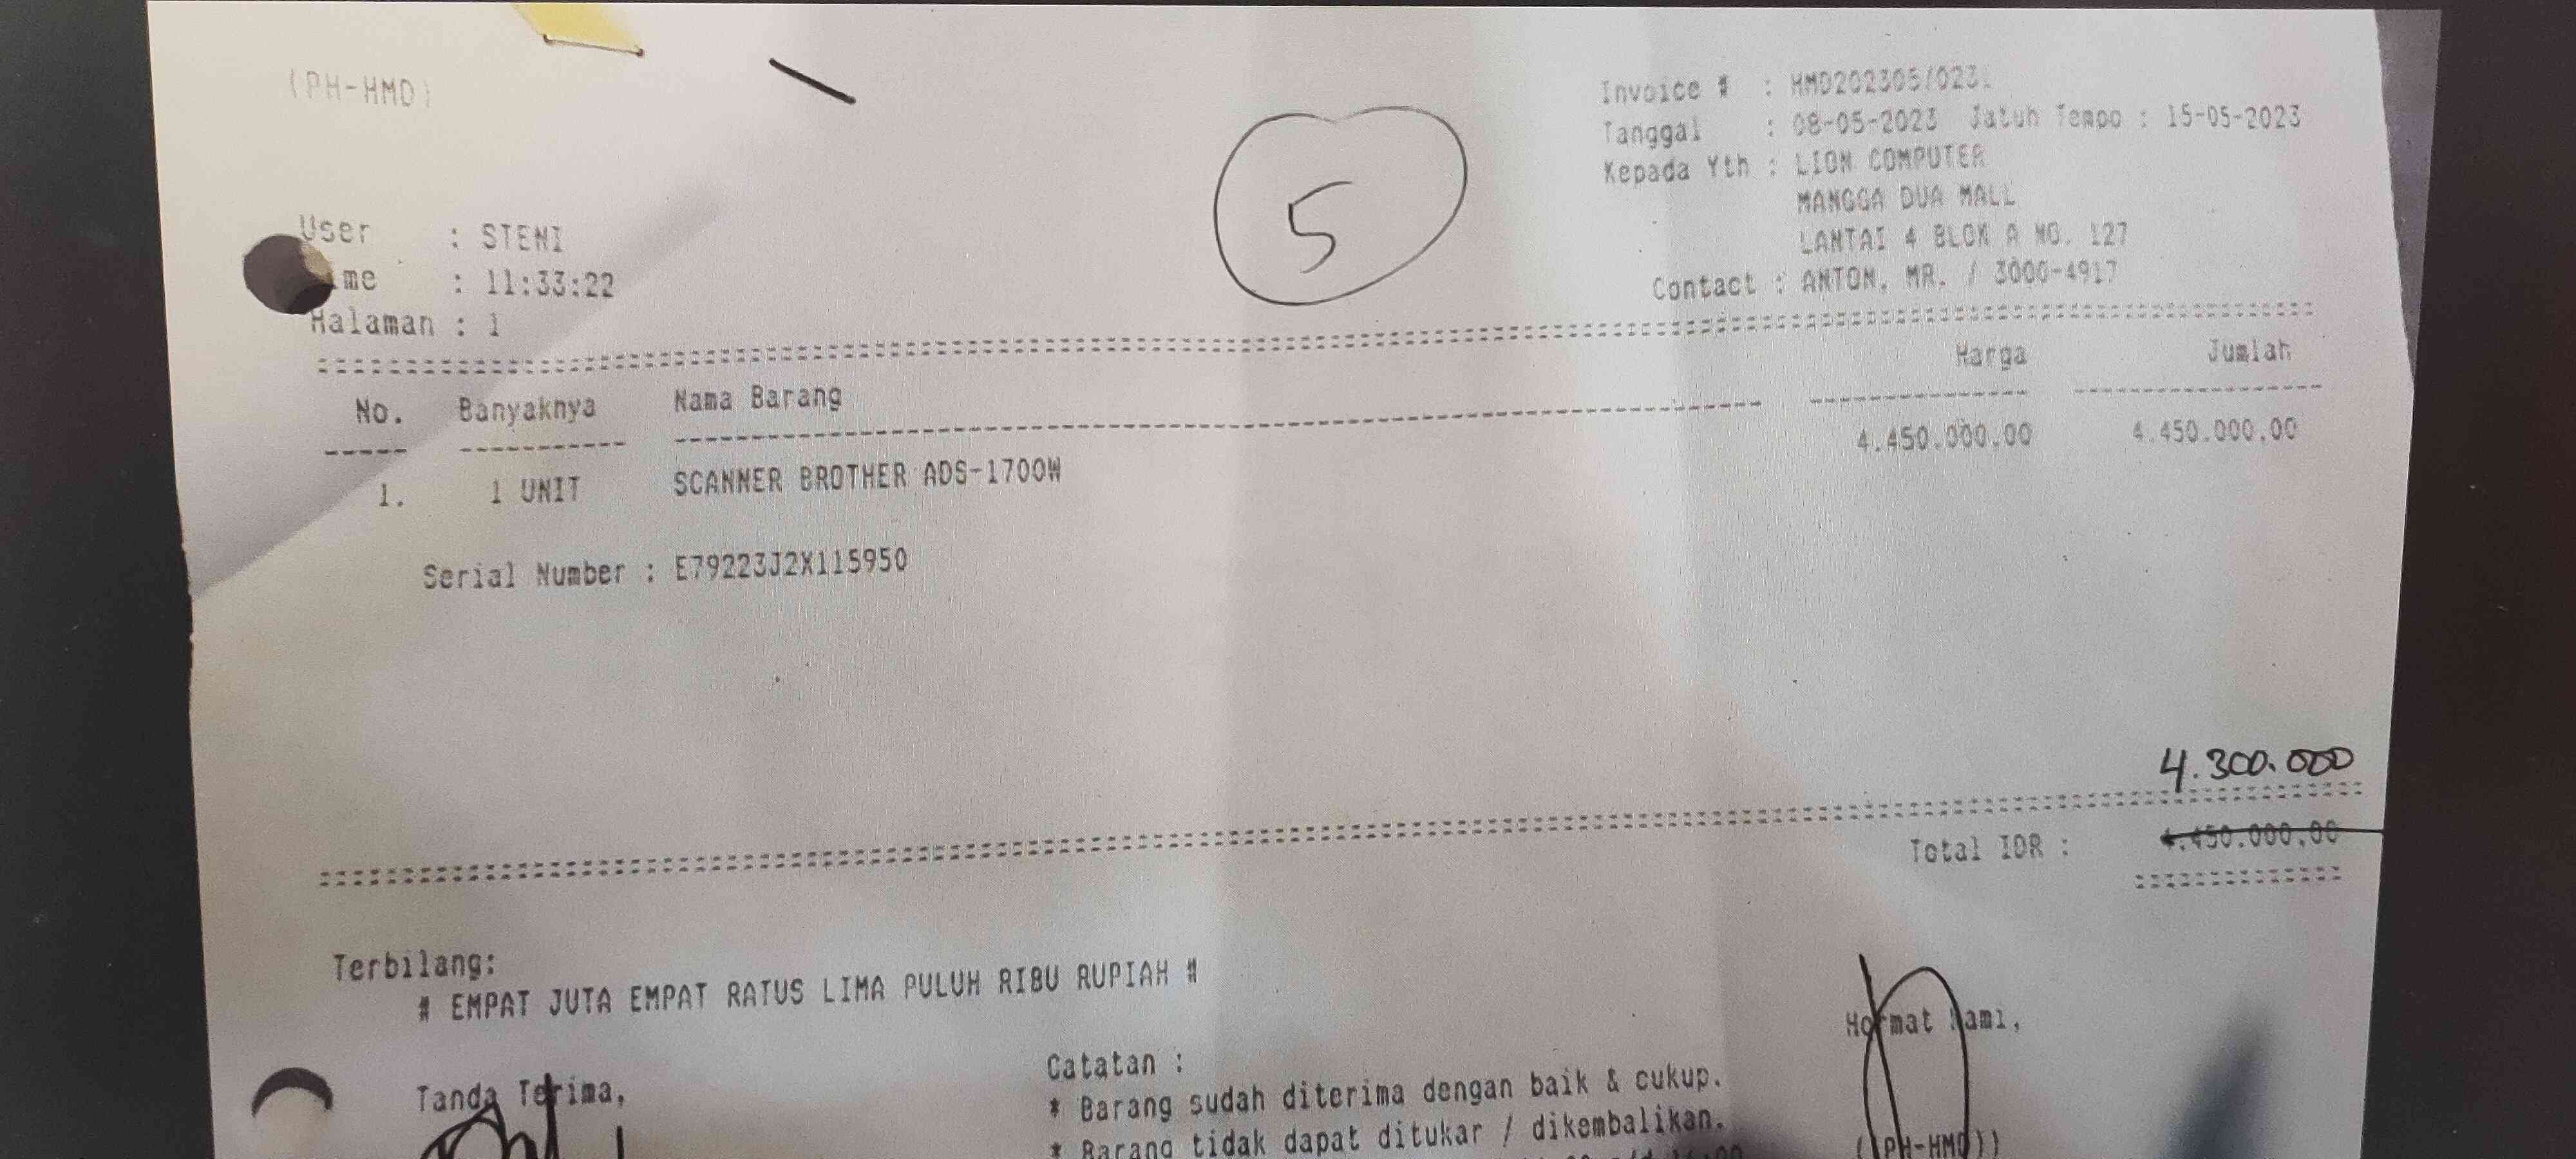 (PH-HMD)
Invoice # : HMD202305/0231
Tanggal : 08-05-2023 Jatuh Tempo : 15-05-2023
Kepada Yth : LION COMPUTER
MANGGA DUA MALL
LANTAI 4 BLOK A NO. 127
Contact : ANTON, MR. / 3000-4917
5
User : STENI
ime : 11:33:22
Halaman : 1
No. Banyaknya Nama Barang Harga Jumlah
1. 1 UNIT SCANNER BROTHER ADS-1700W 4.450.000,00 4.450.000,00
Serial Number : E79223J2X115950
4.300.000
Total IDR : 4.450.000,00
Terbilang:
# EMPAT JUTA EMPAT RATUS LIMA PULUH RIBU RUPIAH #
Tanda Terima,
Catatan :
* Barang sudah diterima dengan baik & cukup.
* Barang tidak dapat ditukar / dikembalikan.
Hormat Kami,
((PH-HMD))